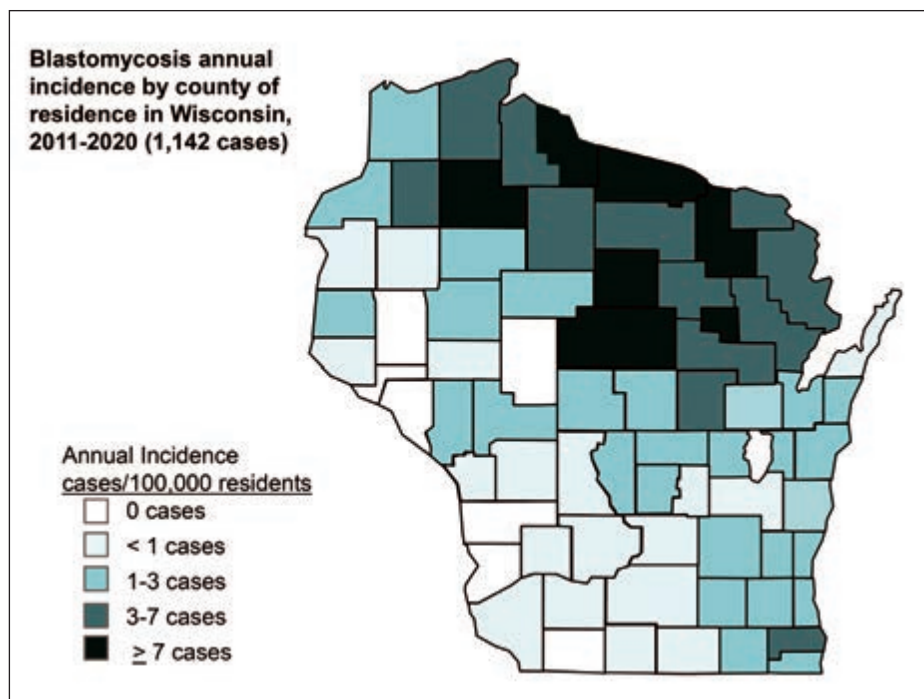 Blastomycosis annual
incidence by county of
residence in Wisconsin,
2011-2020 (1,142 cases)
Annual Incidence
cases/100,000 residents
0 cases
< 1 cases
1-3 cases
3-7 cases
≥ 7 cases